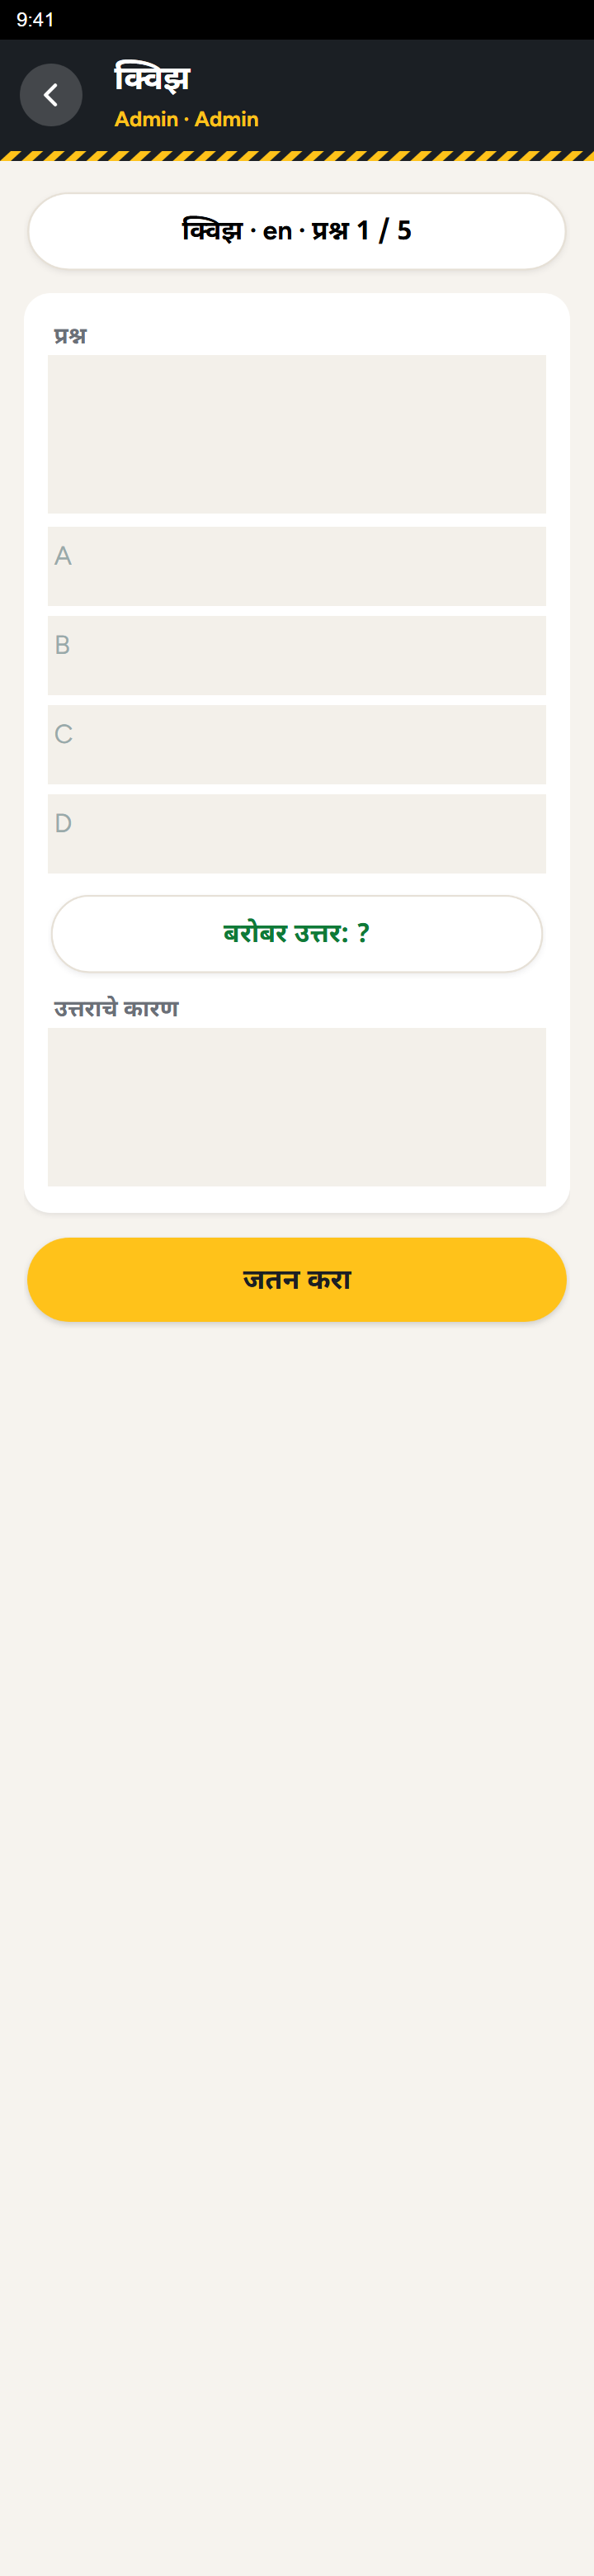 9:41
क्विझ
Admin · Admin
क्विझ · en · प्रश्न 1 / 5
प्रश्न
A
B
C
D
बरोबर उत्तर: ?
उत्तराचे कारण
जतन करा